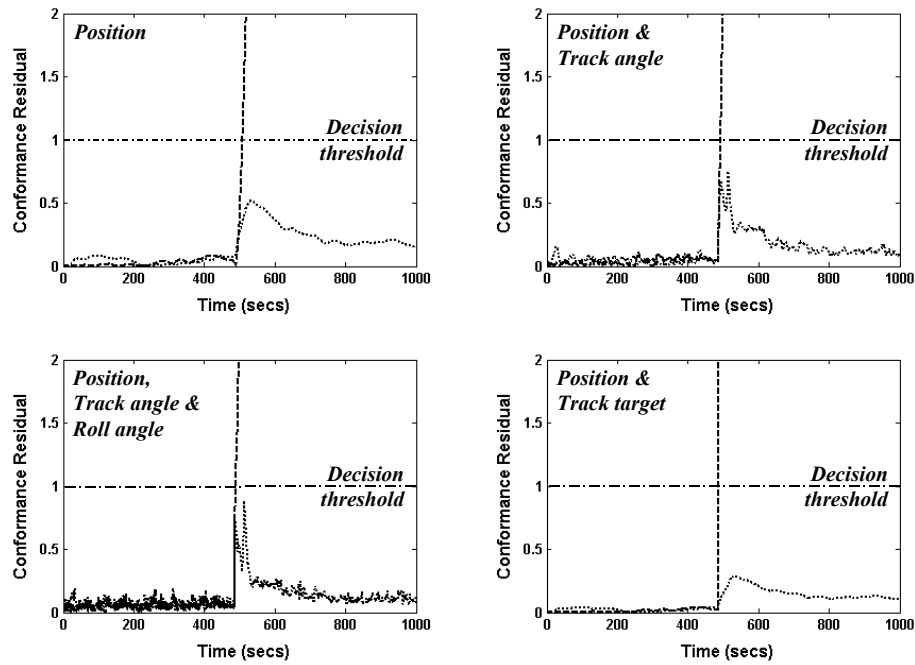 Position
Decision
threshold
Conformance Residual
2
1.5
1
0.5
0
0
200
400
600
800
1000
Time (secs)
Position &
Track angle
Decision
threshold
Conformance Residual
2
1.5
1
0.5
0
0
200
400
600
800
1000
Time (secs)
Position,
Track angle &
Roll angle
Decision
threshold
Conformance Residual
2
1.5
1
0.5
0
0
200
400
600
800
1000
Time (secs)
Position &
Track target
Decision
threshold
Conformance Residual
2
1.5
1
0.5
0
0
200
400
600
800
1000
Time (secs)